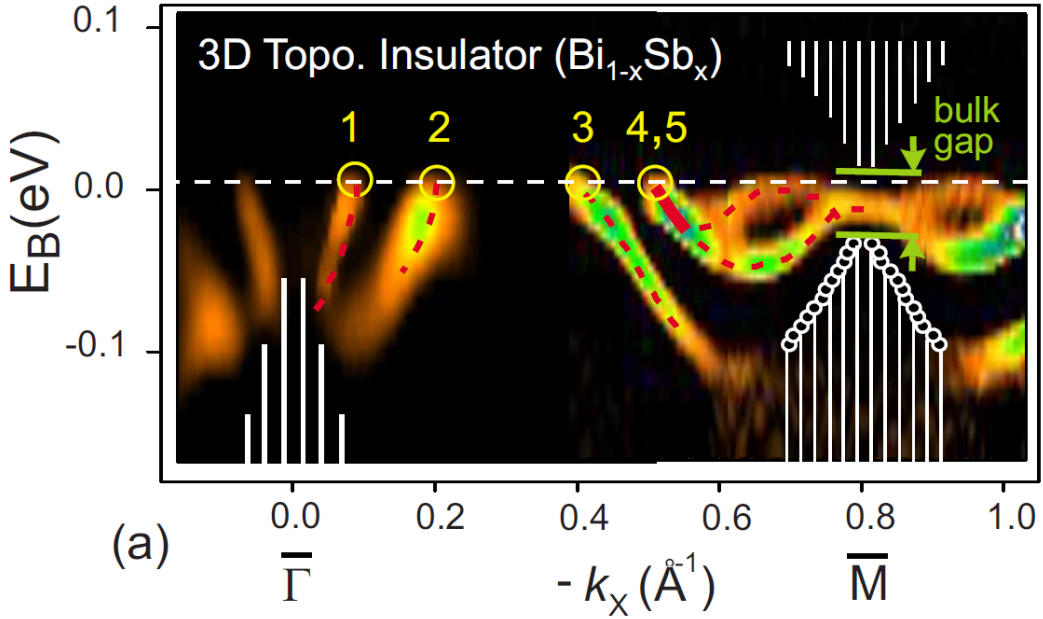 0.1
3D Topo. Insulator (Bi1-xSbx)
bulk
gap
1 2 3 4,5
EB(eV)
0.0
-0.1
0.0 0.2 0.4 0.6 0.8 1.0
(a)
Γ̅ - kX (Å-1) M̅